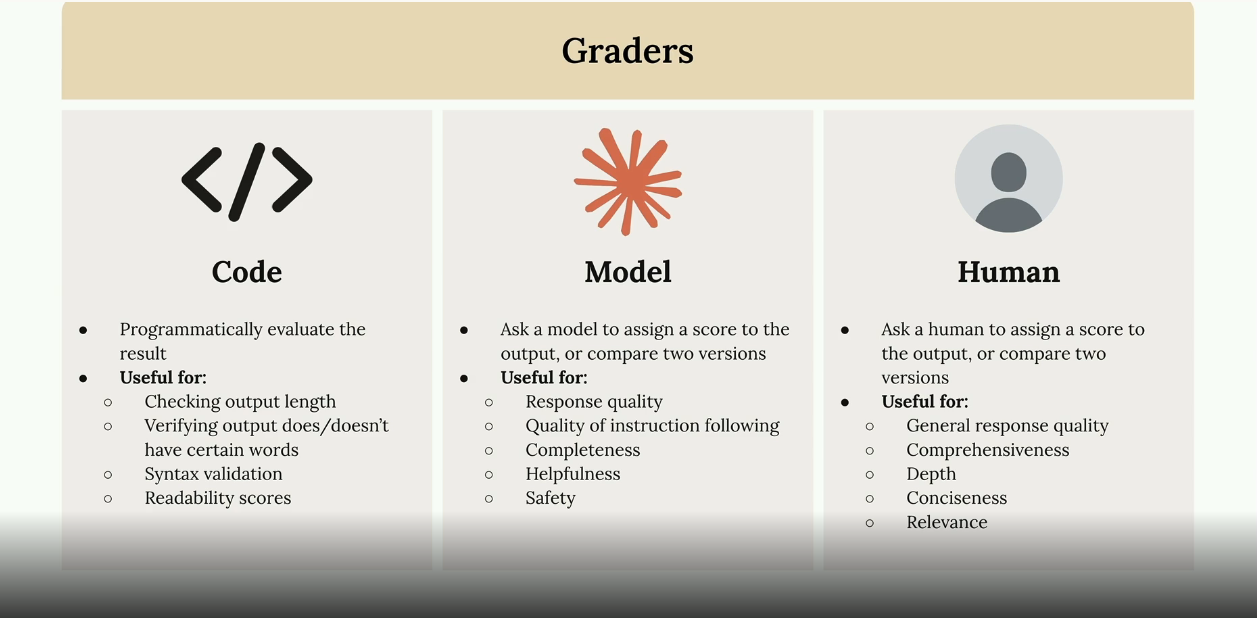 Graders
Code
● Programmatically evaluate the
result
● Useful for:
○ Checking output length
○ Verifying output does/doesn’t
have certain words
○ Syntax validation
○ Readability scores
Model
● Ask a model to assign a score to the
output, or compare two versions
● Useful for:
○ Response quality
○ Quality of instruction following
○ Completeness
○ Helpfulness
○ Safety
Human
● Ask a human to assign a score to
the output, or compare two
versions
● Useful for:
○ General response quality
○ Comprehensiveness
○ Depth
○ Conciseness
○ Relevance